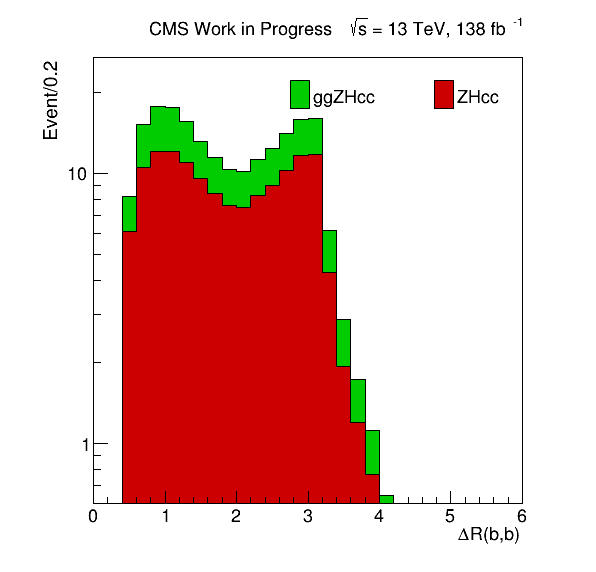 CMS Work in Progress √s = 13 TeV, 138 fb⁻¹
Event/0.2
ggZHcc ZHcc
10
1
0 1 2 3 4 5 6
ΔR(b,b)